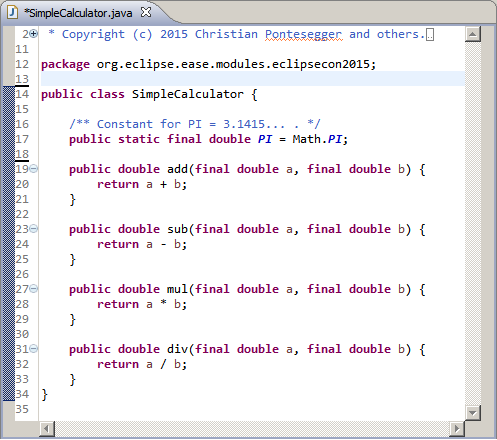 *SimpleCalculator.java
2 * Copyright (c) 2015 Christian Pontesegger and others.
11
12 package org.eclipse.ease.modules.eclipsecon2015;
13
14 public class SimpleCalculator {
15
16 /** Constant for PI = 3.1415... . */
17 public static final double PI = Math.PI;
18
19 public double add(final double a, final double b) {
20 return a + b;
21 }
22
23 public double sub(final double a, final double b) {
24 return a - b;
25 }
26
27 public double mul(final double a, final double b) {
28 return a * b;
29 }
30
31 public double div(final double a, final double b) {
32 return a / b;
33 }
34 }
35